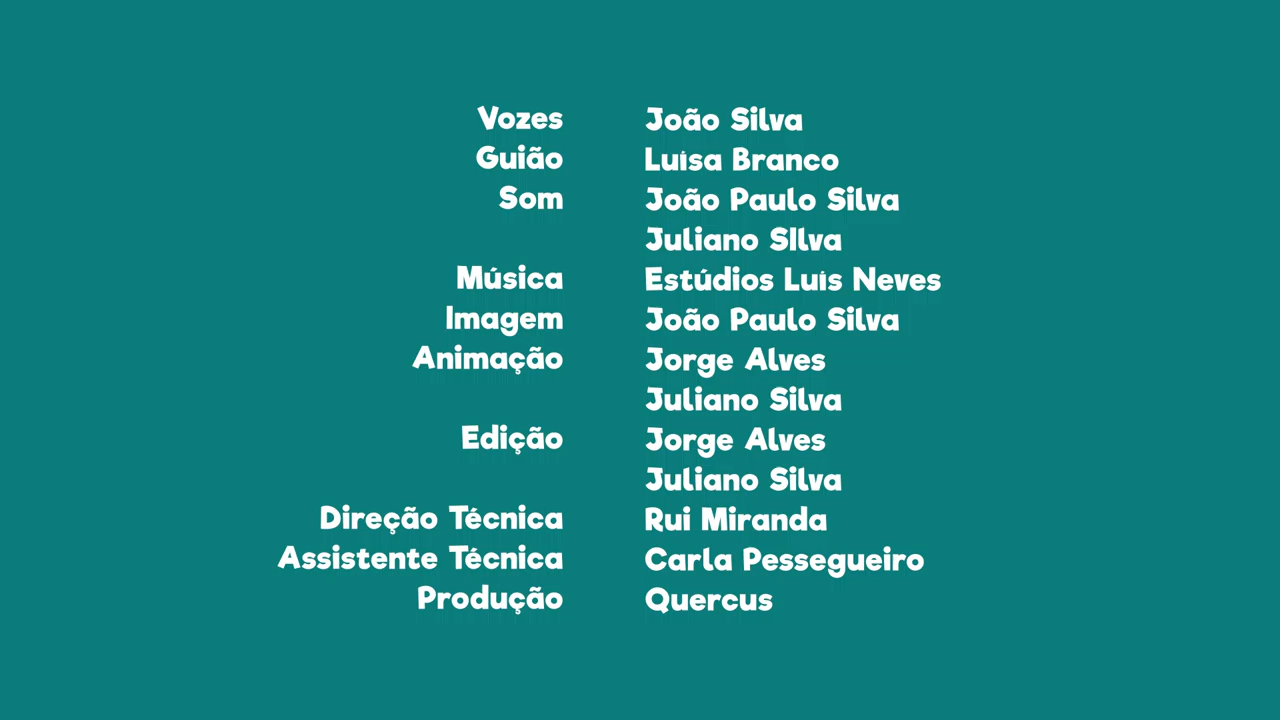 Vozes João Silva
Guião Luísa Branco
Som João Paulo Silva
Juliano SIlva
Música Estúdios Luís Neves
Imagem João Paulo Silva
Animação Jorge Alves
Juliano Silva
Edição Jorge Alves
Juliano Silva
Direção Técnica Rui Miranda
Assistente Técnica Carla Pessegueiro
Produção Quercus